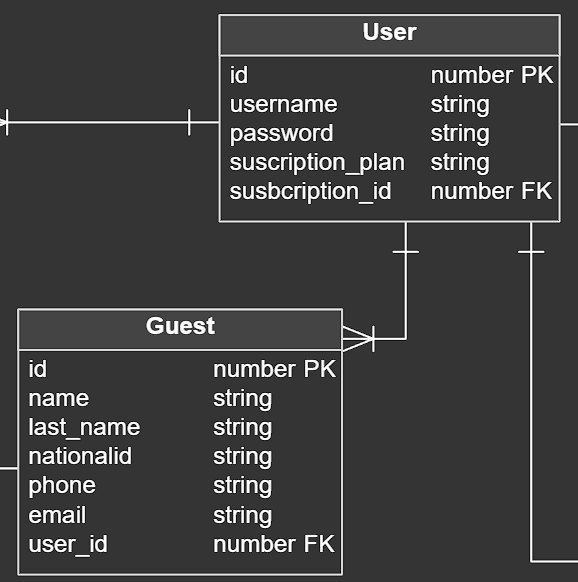 User
id number PK
username string
password string
suscription_plan string
susbcription_id number FK
Guest
id number PK
name string
last_name string
nationalid string
phone string
email string
user_id number FK